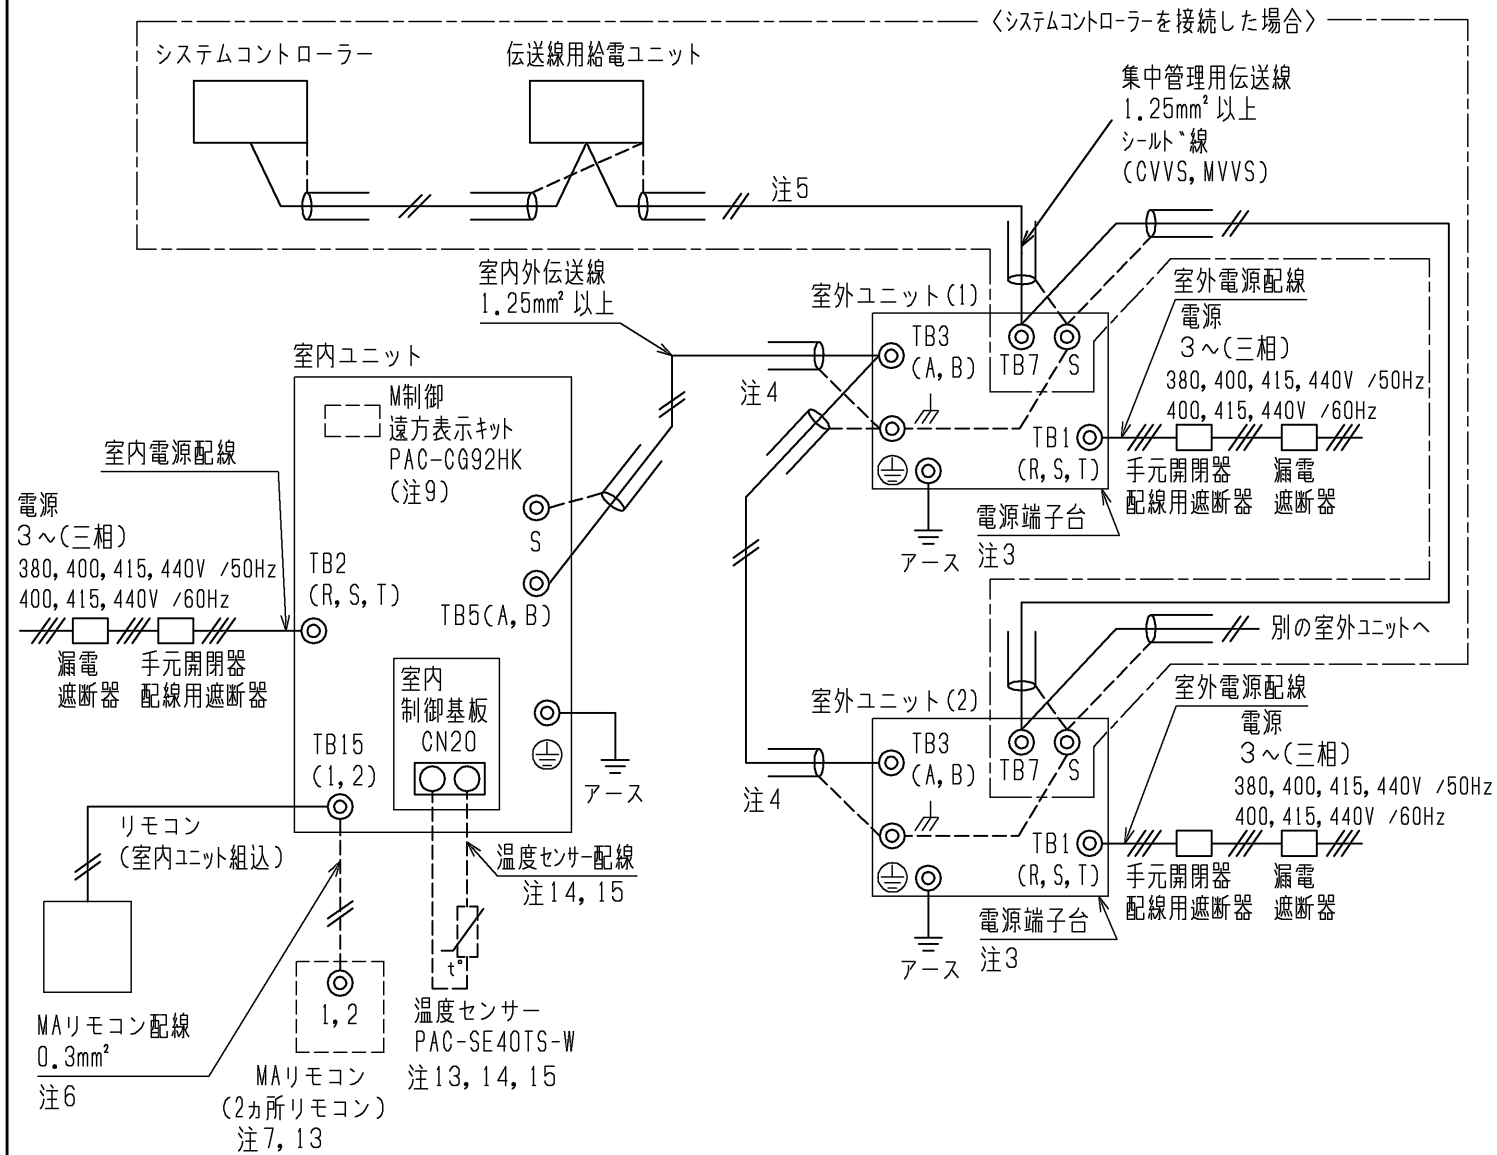 〈システムコントローラーを接続した場合〉
システムコントローラー
伝送線用給電ユニット
集中管理用伝送線
1.25mm² 以上
シールド線
(CVVS, MVVS)
注5
室内外伝送線
1.25mm² 以上
室外ユニット(1)
TB3
(A, B)
TB7
S
TB1
(R, S, T)
室外電源配線
電源
3～(三相)
380, 400, 415, 440V /50Hz
400, 415, 440V /60Hz
手元開閉器
配線用遮断器
漏電
遮断器
電源端子台
注3
アース
注4
室内ユニット
M制御
遠方表示キット
PAC-CG92HK
(注9)
S
TB5(A, B)
TB2
(R, S, T)
室内電源配線
電源
3～(三相)
380, 400, 415, 440V /50Hz
400, 415, 440V /60Hz
漏電
遮断器
手元開閉器
配線用遮断器
室内
制御基板
CN20
TB15
(1, 2)
アース
リモコン
(室内ユニット組込)
温度センサー配線
注14, 15
t°
温度センサー
PAC-SE40TS-W
注13, 14, 15
1, 2
MAリモコン
(2ヵ所リモコン)
注7, 13
MAリモコン配線
0.3mm²
注6
別の室外ユニットへ
室外ユニット(2)
TB3
(A, B)
TB7
S
TB1
(R, S, T)
室外電源配線
電源
3～(三相)
380, 400, 415, 440V /50Hz
400, 415, 440V /60Hz
手元開閉器
配線用遮断器
漏電
遮断器
電源端子台
注3
アース
注4